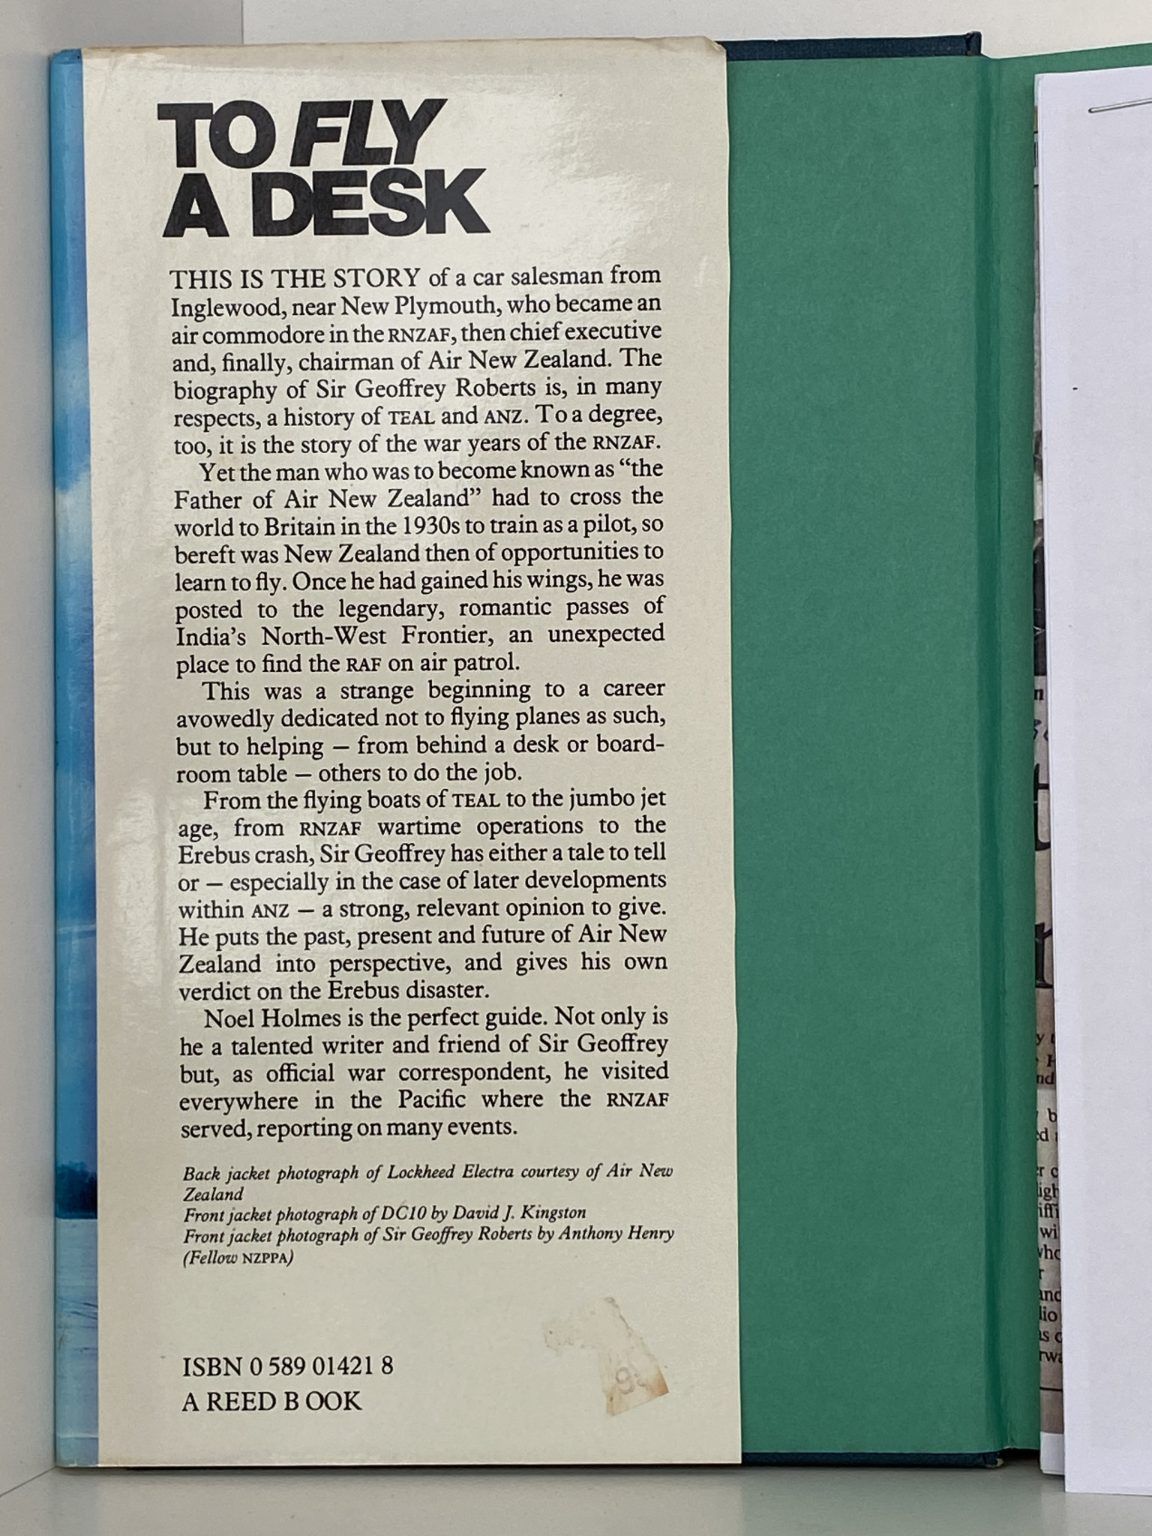 TO FLY
A DESK
THIS IS THE STORY of a car salesman from
Inglewood, near New Plymouth, who became an
air commodore in the RNZAF, then chief executive
and, finally, chairman of Air New Zealand. The
biography of Sir Geoffrey Roberts is, in many
respects, a history of TEAL and ANZ. To a degree,
too, it is the story of the war years of the RNZAF.
Yet the man who was to become known as “the
Father of Air New Zealand” had to cross the
world to Britain in the 1930s to train as a pilot, so
bereft was New Zealand then of opportunities to
learn to fly. Once he had gained his wings, he was
posted to the legendary, romantic passes of
India’s North-West Frontier, an unexpected
place to find the RAF on air patrol.
This was a strange beginning to a career
avowedly dedicated not to flying planes as such,
but to helping — from behind a desk or board-
room table — others to do the job.
From the flying boats of TEAL to the jumbo jet
age, from RNZAF wartime operations to the
Erebus crash, Sir Geoffrey has either a tale to tell
or — especially in the case of later developments
within ANZ — a strong, relevant opinion to give.
He puts the past, present and future of Air New
Zealand into perspective, and gives his own
verdict on the Erebus disaster.
Noel Holmes is the perfect guide. Not only is
he a talented writer and friend of Sir Geoffrey
but, as official war correspondent, he visited
everywhere in the Pacific where the RNZAF
served, reporting on many events.
Back jacket photograph of Lockheed Electra courtesy of Air New
Zealand
Front jacket photograph of DC10 by David J. Kingston
Front jacket photograph of Sir Geoffrey Roberts by Anthony Henry
(Fellow NZPPA)
ISBN 0 589 01421 8
A REED B OOK